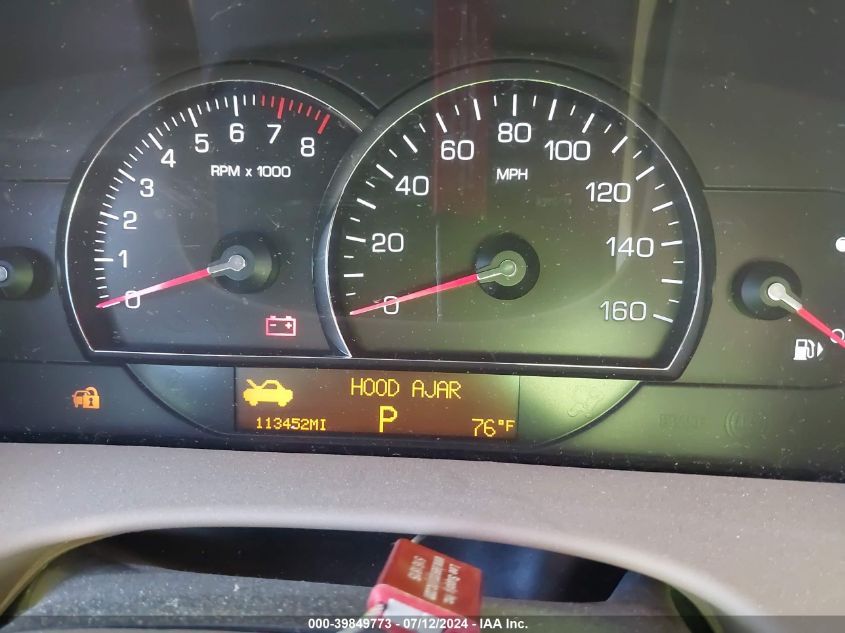 0 1 2 3 4 5 6 7 8
RPM x 1000
0 20 40 60 80 100 120 140 160
MPH
HOOD AJAR
113452MI P 76°F
000-39849773 - 07/12/2024 - IAA Inc.